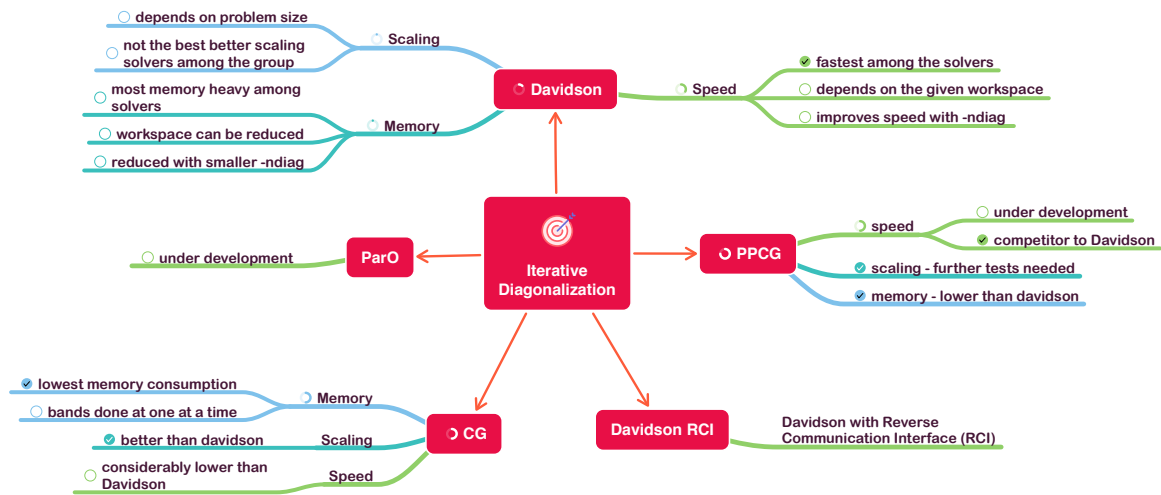 depends on problem size
not the best better scaling
solvers among the group
Scaling
most memory heavy among
solvers
workspace can be reduced
reduced with smaller -ndiag
Memory
Davidson
Speed
fastest among the solvers
depends on the given workspace
improves speed with -ndiag
Iterative
Diagonalization
under development
ParO
PPCG
speed
under development
competitor to Davidson
scaling - further tests needed
memory - lower than davidson
lowest memory consumption
bands done at one at a time
Memory
better than davidson
Scaling
considerably lower than
Davidson
Speed
CG
Davidson RCI
Davidson with Reverse
Communication Interface (RCI)